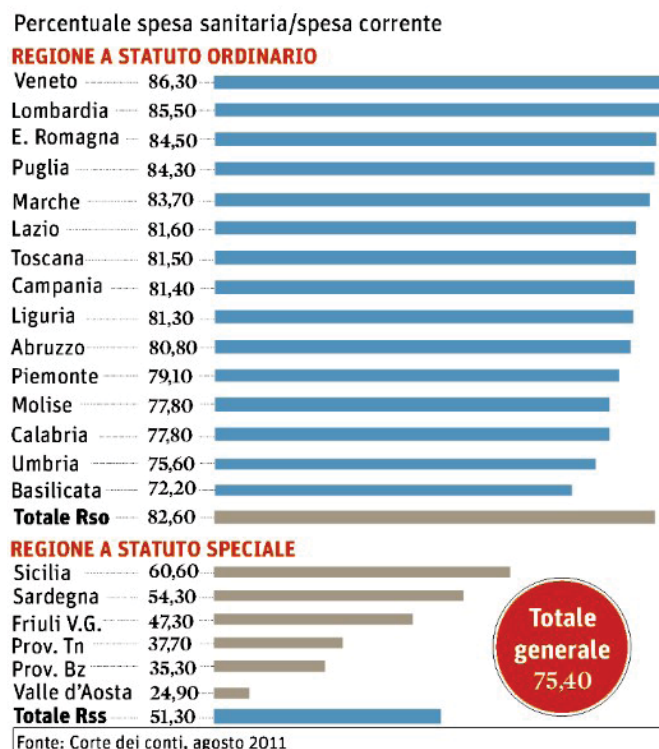 Percentuale spesa sanitaria/spesa corrente
REGIONE A STATUTO ORDINARIO
Veneto 86,30
Lombardia 85,50
E. Romagna 84,50
Puglia 84,30
Marche 83,70
Lazio 81,60
Toscana 81,50
Campania 81,40
Liguria 81,30
Abruzzo 80,80
Piemonte 79,10
Molise 77,80
Calabria 77,80
Umbria 75,60
Basilicata 72,20
Totale Rso 82,60
REGIONE A STATUTO SPECIALE
Sicilia 60,60
Sardegna 54,30
Friuli V.G. 47,30
Prov. Tn 37,70
Prov. Bz 35,30
Valle d'Aosta 24,90
Totale Rss 51,30
Totale
generale
75,40
Fonte: Corte dei conti, agosto 2011